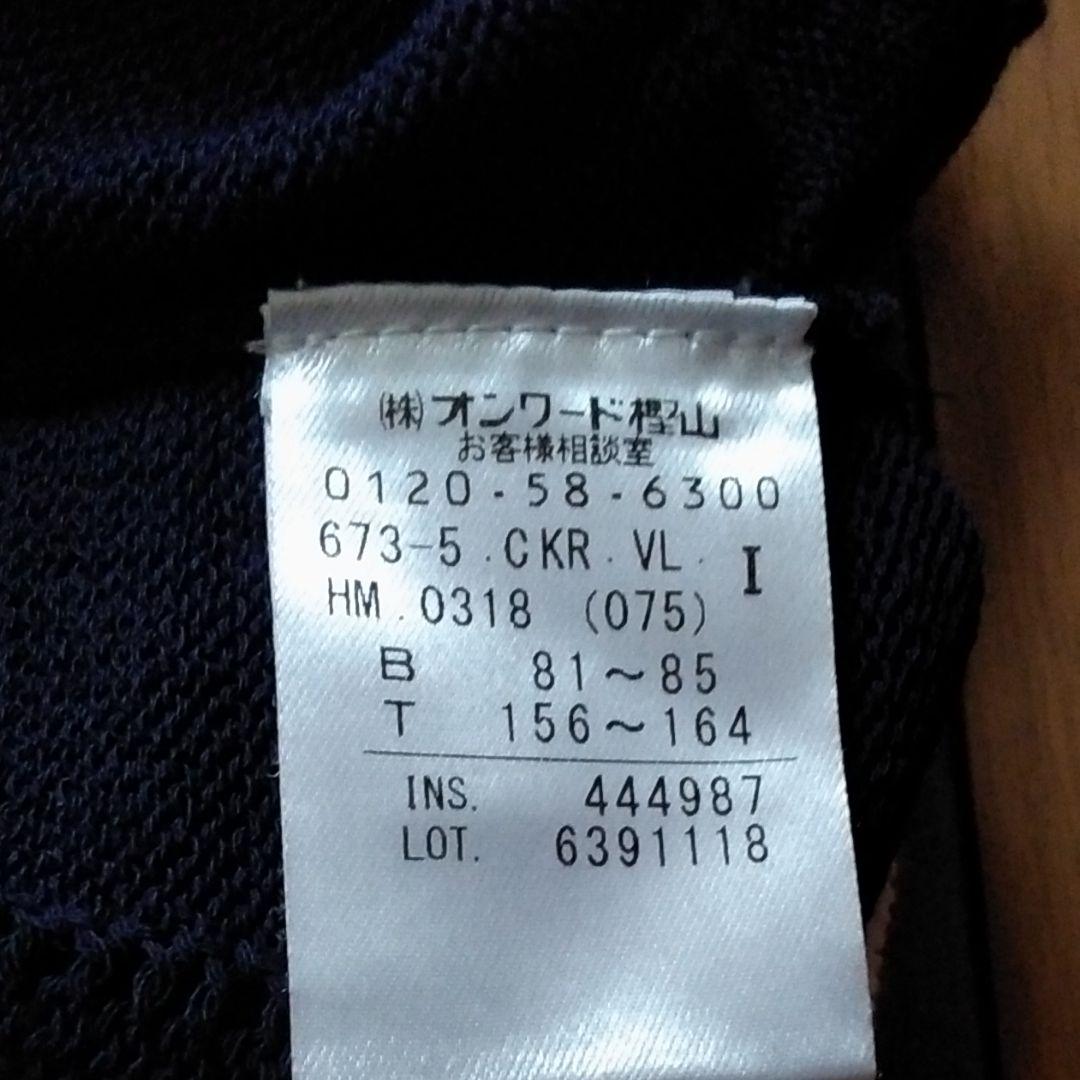 (株)オンワード樫山
お客様相談室
0120-58-6300
673-5.CKR.VL. I
HM.0318 (075)
B 81〜85
T 156〜164
INS. 444987
LOT. 6391118